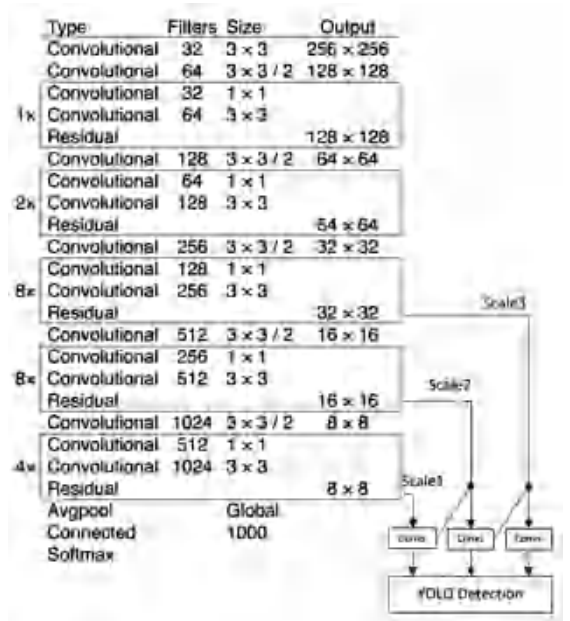 Type Filters Size Output
Convolutional 32 3 × 3 256 × 256
Convolutional 64 3 × 3 / 2 128 × 128
Convolutional 32 1 × 1
1× Convolutional 64 3 × 3
Residual 128 × 128
Convolutional 128 3 × 3 / 2 64 × 64
Convolutional 64 1 × 1
2× Convolutional 128 3 × 3
Residual 64 × 64
Convolutional 256 3 × 3 / 2 32 × 32
Convolutional 128 1 × 1
8× Convolutional 256 3 × 3
Residual 32 × 32
Scale3
Convolutional 512 3 × 3 / 2 16 × 16
Convolutional 256 1 × 1
8× Convolutional 512 3 × 3
Scale2
Residual 16 × 16
Convolutional 1024 3 × 3 / 2 8 × 8
Convolutional 512 1 × 1
4× Convolutional 1024 3 × 3
Scale1
Residual 8 × 8
Avgpool Global
Connected 1000
Softmax
YOLO Detection